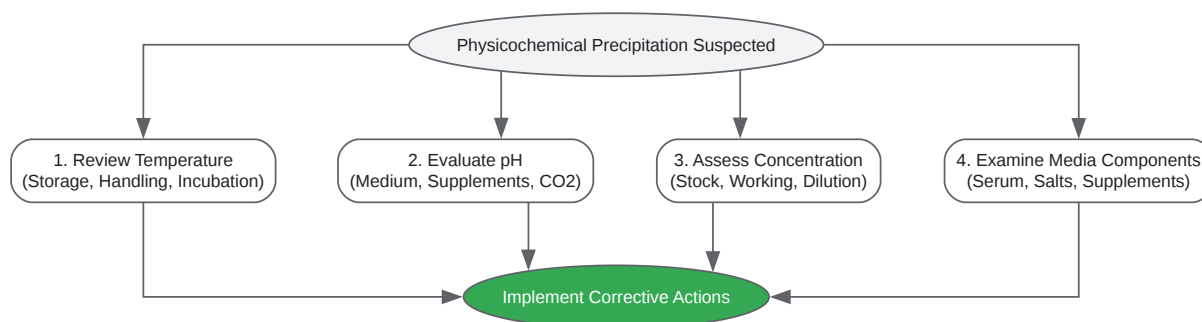 Physicochemical Precipitation Suspected
1. Review Temperature
(Storage, Handling, Incubation)
2. Evaluate pH
(Medium, Supplements, CO2)
3. Assess Concentration
(Stock, Working, Dilution)
4. Examine Media Components
(Serum, Salts, Supplements)
Implement Corrective Actions